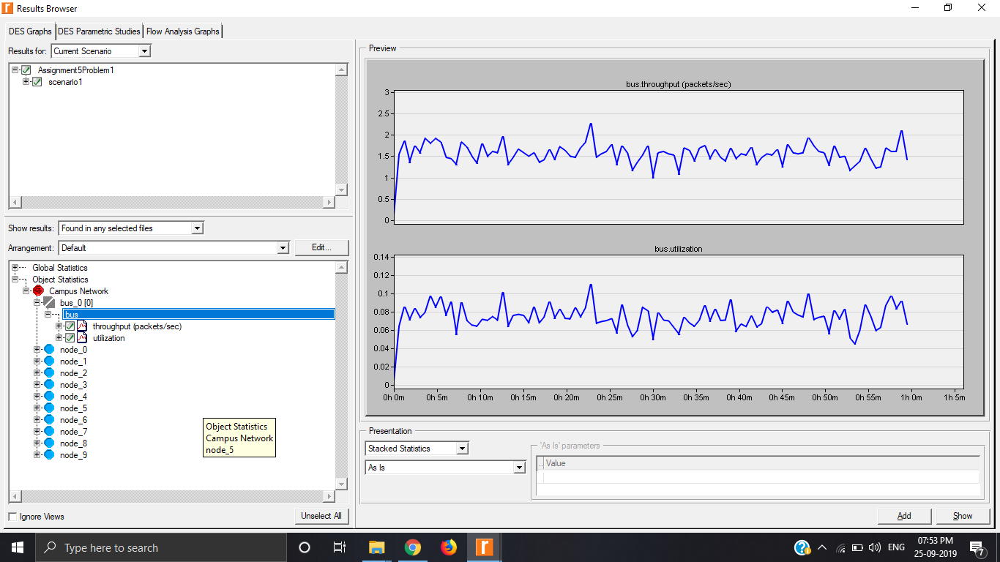 Results Browser
DES Graphs DES Parametric Studies Flow Analysis Graphs
Results for: Current Scenario
Assignment5Problem1
scenario1
Show results: Found in any selected files
Arrangement: Default Edit...
Global Statistics
Object Statistics
Campus Network
bus_0 [0]
bus
throughput (packets/sec)
utilization
node_0
node_1
node_2
node_3
node_4
node_5
node_6
node_7
node_8
node_9
Object Statistics
Campus Network
node_5
Ignore Views Unselect All
Preview
bus.throughput (packets/sec)
3
2.5
2
1.5
1
0.5
0
bus.utilization
0.14
0.12
0.1
0.08
0.06
0.04
0.02
0
0h 0m 0h 5m 0h 10m 0h 15m 0h 20m 0h 25m 0h 30m 0h 35m 0h 40m 0h 45m 0h 50m 0h 55m 1h 0m 1h 5m
Presentation
Stacked Statistics
As Is
'As Is' parameters
.. Value
Add Show
Type here to search
ENG
07:53 PM
25-09-2019
7